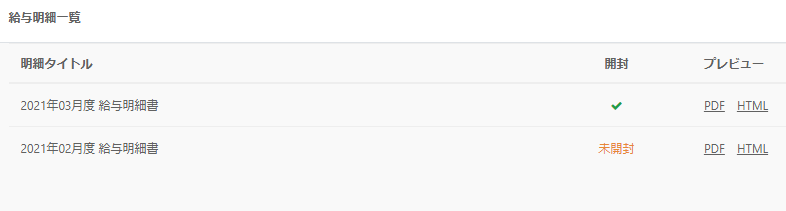 給与明細一覧
明細タイトル 開封 プレビュー
2021年03月度 給与明細書 PDF HTML
2021年02月度 給与明細書 未開封 PDF HTML